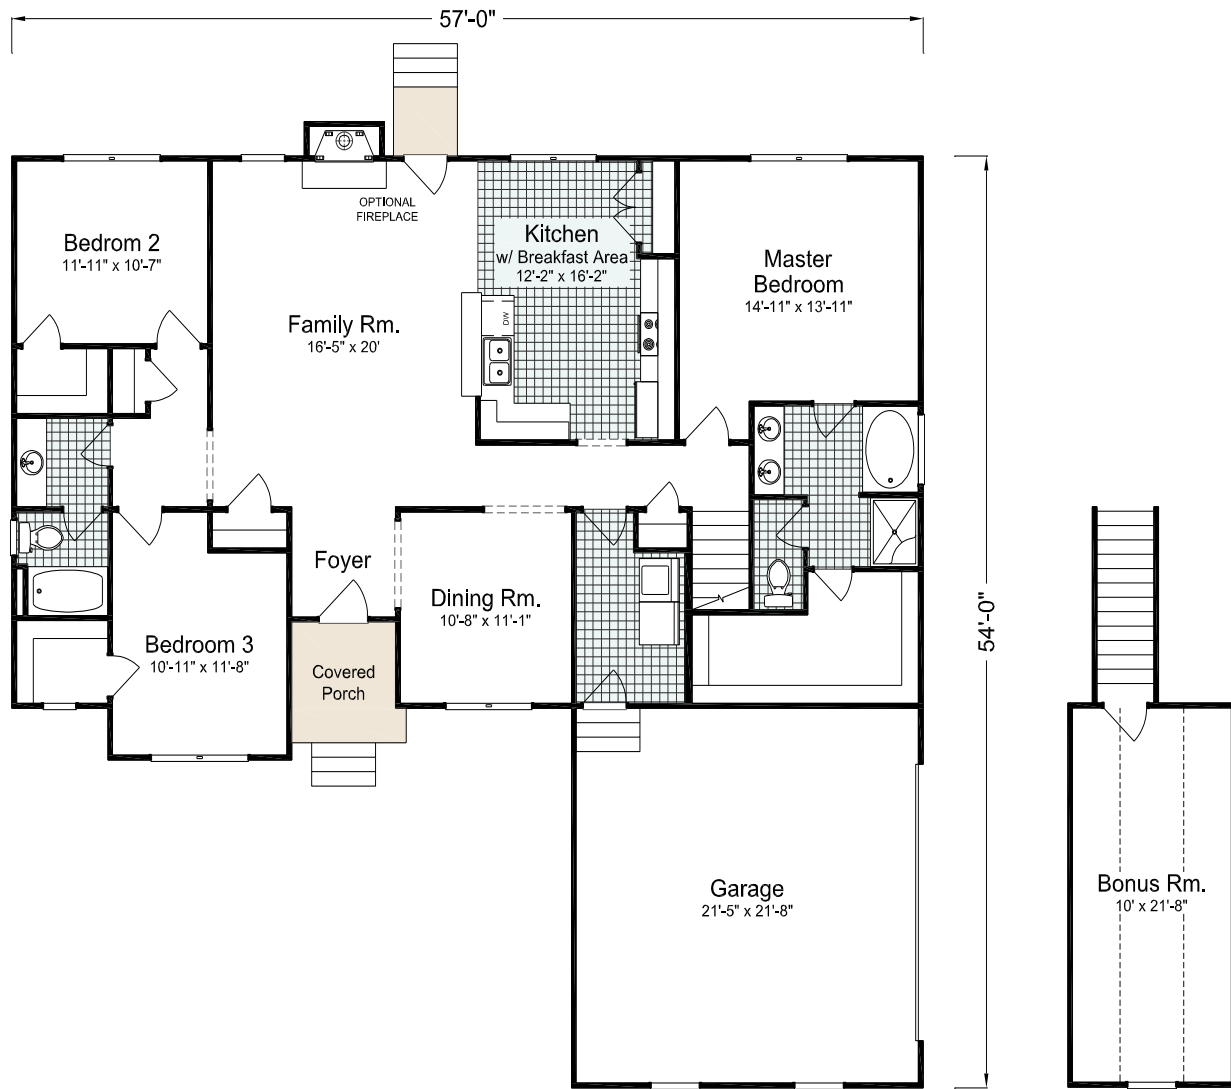 57'-0"
OPTIONAL
FIREPLACE
Bedrom 2
11'-11" x 10'-7"
Kitchen
w/ Breakfast Area
12'-2" x 16'-2"
Master
Bedroom
14'-11" x 13'-11"
Family Rm.
16'-5" x 20'
DW
Foyer
Dining Rm.
10'-8" x 11'-1"
Bedroom 3
10'-11" x 11'-8"
Covered
Porch
54'-0"
Garage
21'-5" x 21'-8"
Bonus Rm.
10' x 21'-8"